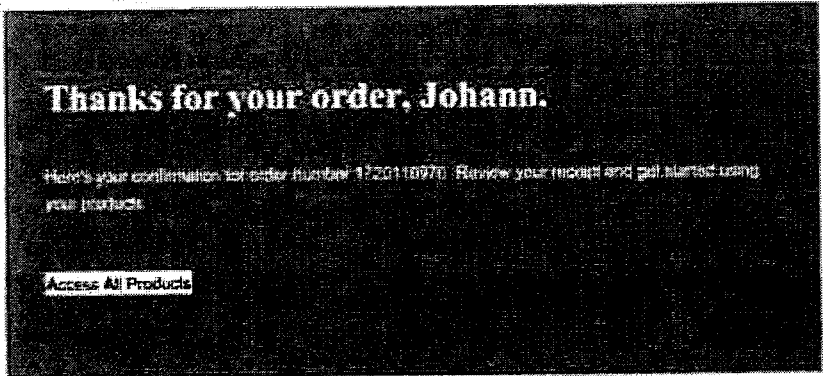 Thanks for your order, Johann.
Here's your confirmation for order number 1720110970. Review your receipt and get started using
your products.
Access All Products